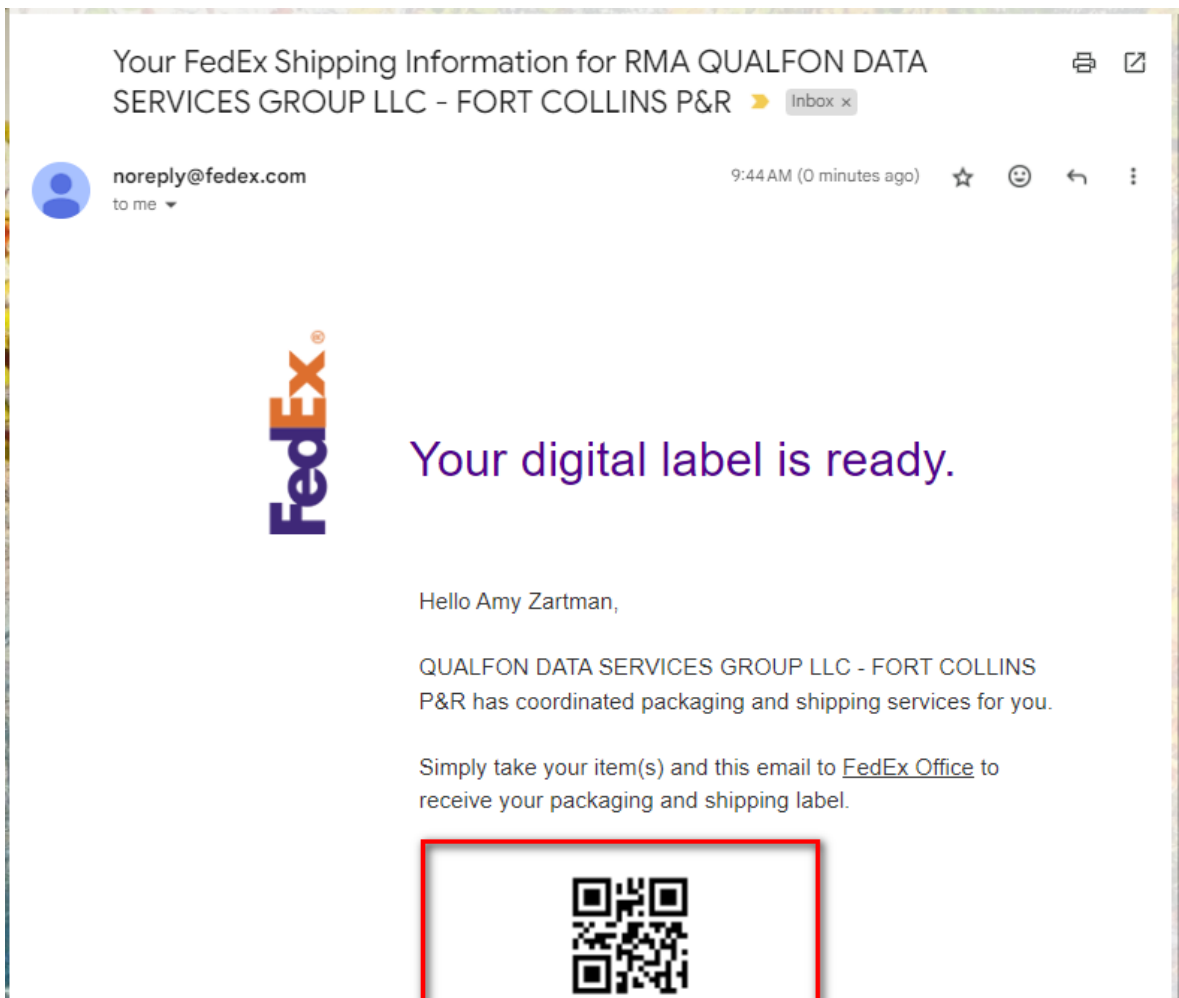 Your FedEx Shipping Information for RMA QUALFON DATA
SERVICES GROUP LLC - FORT COLLINS P&R Inbox x
noreply@fedex.com 9:44 AM (0 minutes ago)
to me
FedEx®
Your digital label is ready.
Hello Amy Zartman,
QUALFON DATA SERVICES GROUP LLC - FORT COLLINS
P&R has coordinated packaging and shipping services for you.
Simply take your item(s) and this email to FedEx Office to
receive your packaging and shipping label.